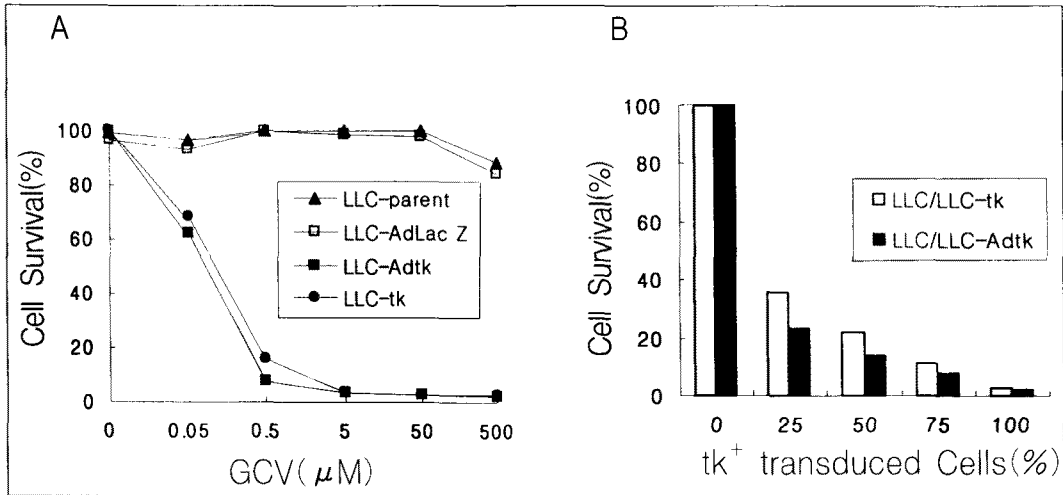 A
Cell Survival(%)
100
80
60
40
20
0
LLC-parent
LLC-AdLac Z
LLC-Adtk
LLC-tk
0 0.05 0.5 5 50 500
GCV(μM)
B
Cell Survival(%)
100
80
60
40
20
0
LLC/LLC-tk
LLC/LLC-Adtk
0 25 50 75 100
tk⁺ transduced Cells(%)